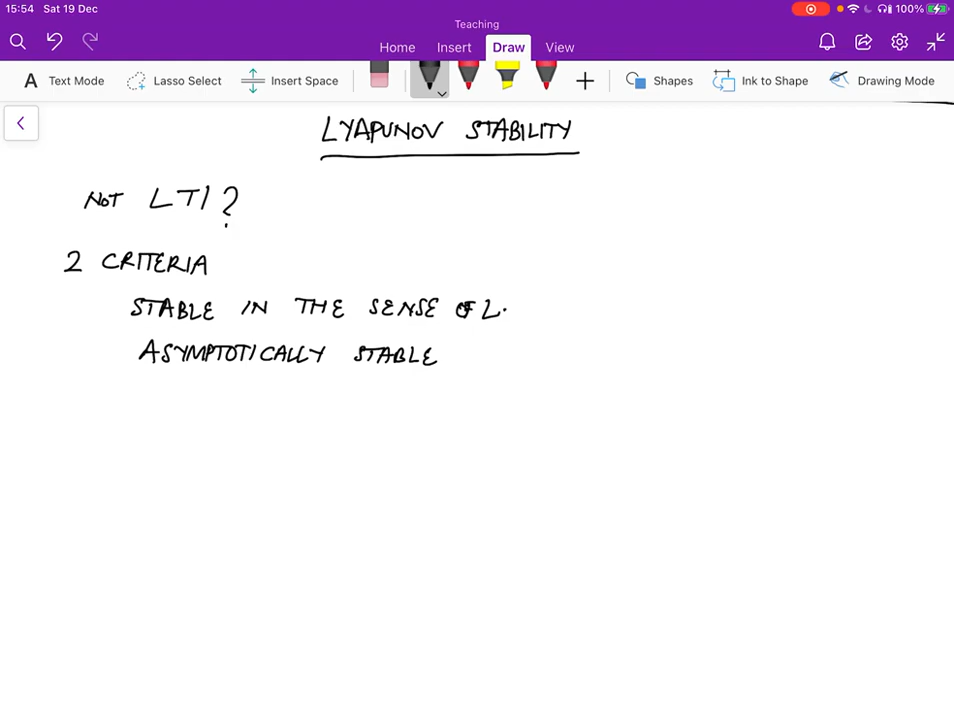 15:54 Sat 19 Dec
100%
Teaching
Home Insert Draw View
Text Mode Lasso Select Insert Space Shapes Ink to Shape Drawing Mode
LYAPUNOV STABILITY
NOT LTI?
2 CRITERIA
STABLE IN THE SENSE OF L.
ASYMPTOTICALLY STABLE